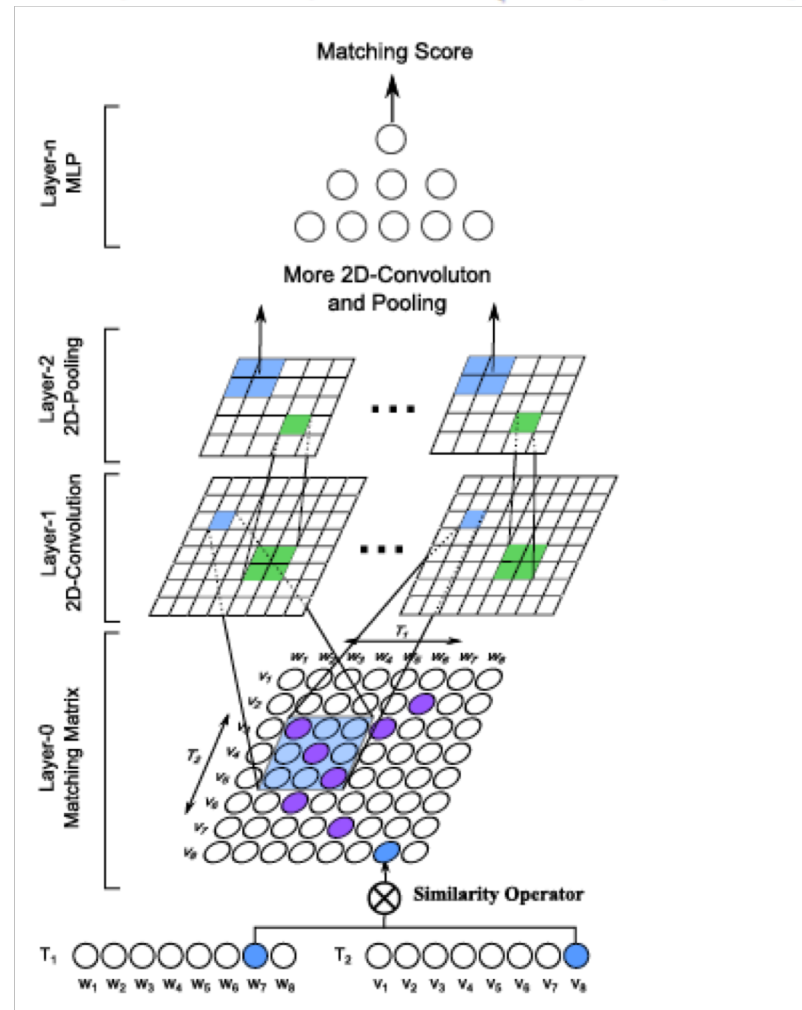 Matching Score
Layer-n
MLP
More 2D-Convoluton
and Pooling
Layer-2
2D-Pooling
Layer-1
2D-Convolution
T₁
w₁ w₂ w₃ w₄ w₅ w₆ w₇ w₈
v₁
v₂
v₃
v₄
v₅
v₆
v₇
v₈
T₂
Layer-0
Matching Matrix
Similarity Operator
T₁
w₁ w₂ w₃ w₄ w₅ w₆ w₇ w₈
T₂
v₁ v₂ v₃ v₄ v₅ v₆ v₇ v₈